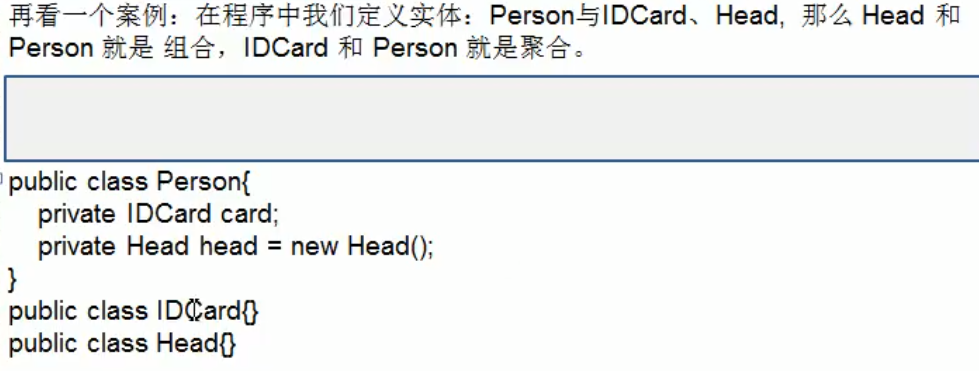 再看一个案例：在程序中我们定义实体：Person与IDCard、Head, 那么 Head 和
Person 就是 组合，IDCard 和 Person 就是聚合。
public class Person{
private IDCard card;
private Head head = new Head();
}
public class IDCard{}
public class Head{}